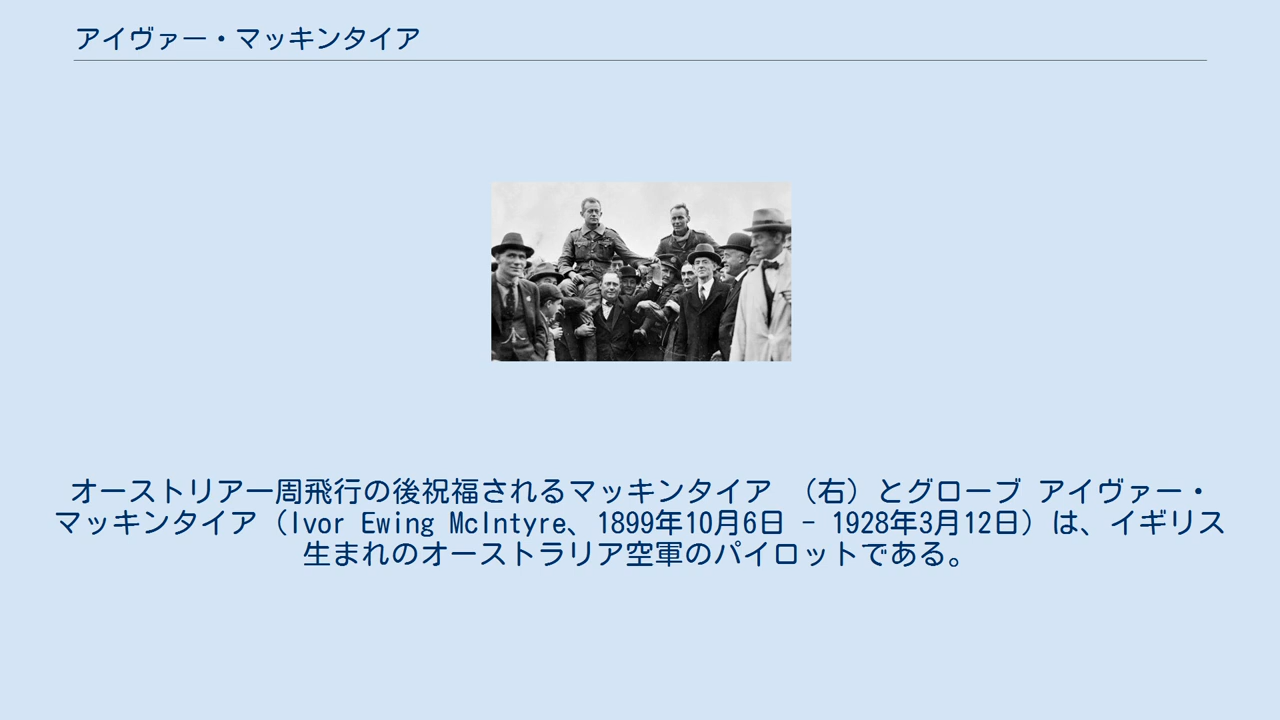 アイヴァー・マッキンタイア
オーストリア一周飛行の後祝福されるマッキンタイア （右）とグローブ アイヴァー・
マッキンタイア（Ivor Ewing McIntyre、1899年10月6日 - 1928年3月12日）は、イギリス
生まれのオーストラリア空軍のパイロットである。